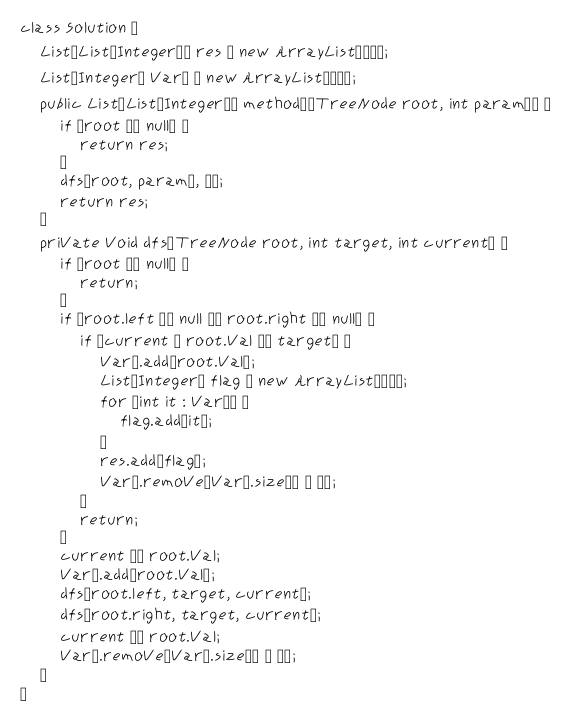 class Solution ▯
List▯List▯Integer▯▯ res ▯ new ArrayList▯▯▯▯;
List▯Integer▯ Var▯ ▯ new ArrayList▯▯▯▯;
public List▯List▯Integer▯▯ method▯▯TreeNode root, int param▯▯ ▯
if ▯root ▯▯ null▯ ▯
return res;
▯
dfs▯root, param▯, ▯▯;
return res;
▯
priVate Void dfs▯TreeNode root, int target, int current▯ ▯
if ▯root ▯▯ null▯ ▯
return;
▯
if ▯root.left ▯▯ null ▯▯ root.right ▯▯ null▯ ▯
if ▯current ▯ root.Val ▯▯ target▯ ▯
Var▯.add▯root.Val▯;
List▯Integer▯ flag ▯ new ArrayList▯▯▯▯;
for ▯int it : Var▯▯ ▯
flag.add▯it▯;
▯
res.add▯flag▯;
Var▯.remoVe▯Var▯.size▯▯ ▯ ▯▯;
▯
return;
▯
current ▯▯ root.Val;
Var▯.add▯root.Val▯;
dfs▯root.left, target, current▯;
dfs▯root.right, target, current▯;
current ▯▯ root.Val;
Var▯.remoVe▯Var▯.size▯▯ ▯ ▯▯;
▯
▯